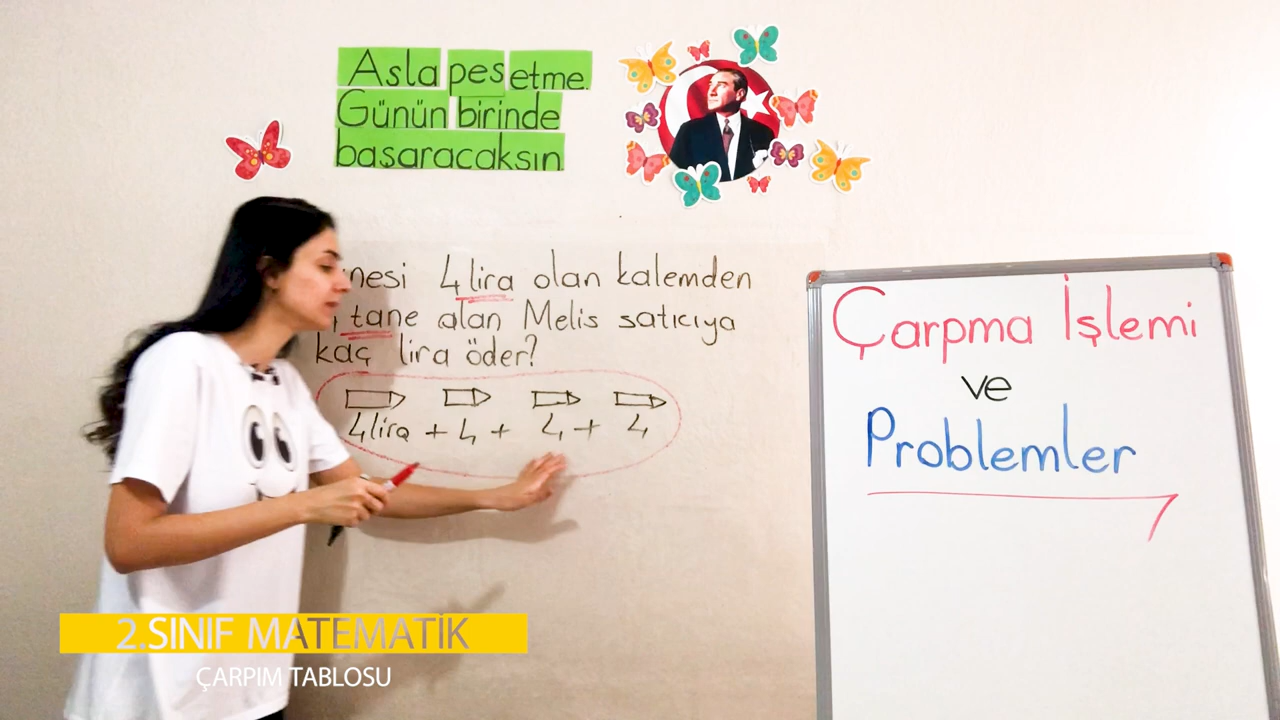 Asla pes etme.
Günün birinde
başaracaksın
nesi 4 lira olan kalemden
tane alan Melis satıcıya
kaç lira öder?
4 lira + 4 + 4 + 4
Çarpma İşlemi
ve
Problemler
2.SINIF MATEMATİK
ÇARPIM TABLOSU